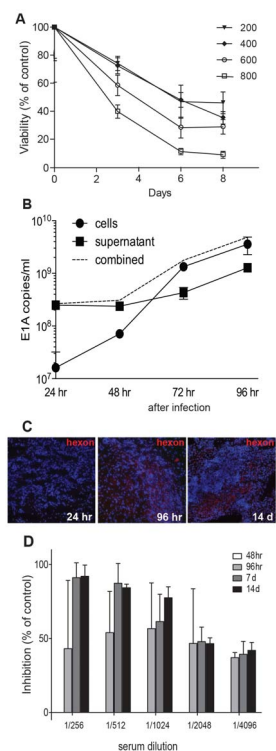 A
Viability (% of control)
100
80
60
40
20
0
0 2 4 6 8
Days
200
400
600
800
B
E1A copies/ml
10^10
10^9
10^8
10^7
cells
supernatant
combined
24 hr 48 hr 72 hr 96 hr
after infection
C
hexon hexon hexon
24 hr 96 hr 14 d
D
Inhibition (% of control)
100
50
0
48hr
96hr
7d
14d
1/256 1/512 1/1024 1/2048 1/4096
serum dilution